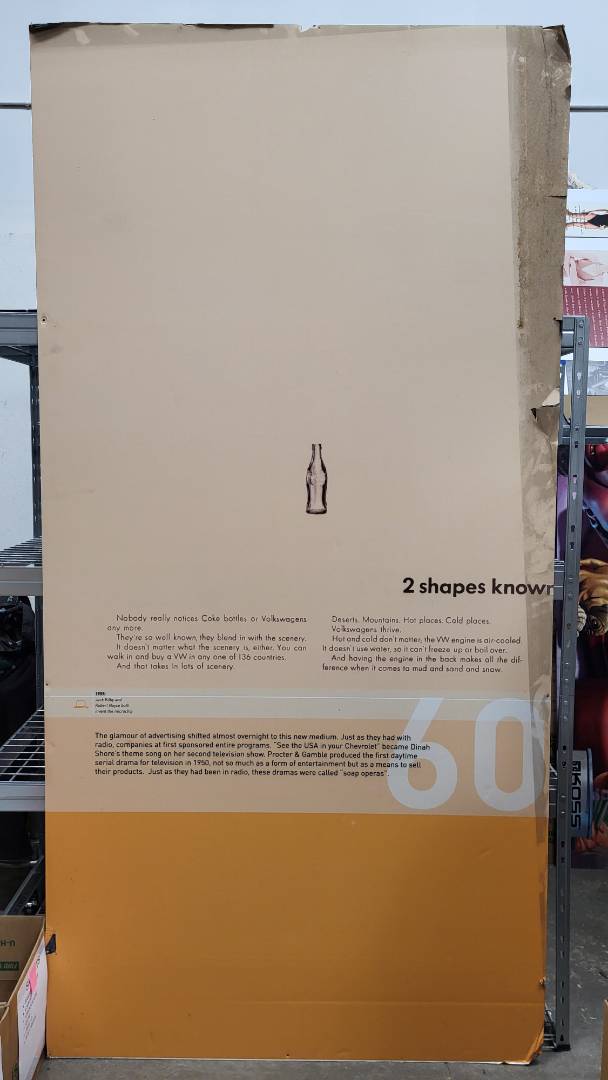 2 shapes known
Nobody really notices Coke bottles or Volkswagens
any more.
They're so well known, they blend in with the scenery.
It doesn't matter what the scenery is, either. You can
walk in and buy a VW in any one of 136 countries.
And that takes in lots of scenery.
Deserts. Mountains. Hot places. Cold places.
Volkswagens thrive.
Hot and cold don't matter; the VW engine is air-cooled.
It doesn't use water, so it can't freeze up or boil over.
And having the engine in the back makes all the dif-
ference when it comes to mud and sand and snow.
60
The glamour of advertising shifted almost overnight to this new medium. Just as they had with
radio, companies at first sponsored entire programs. "See the USA in your Chevrolet" became Dinah
Shore's theme song on her second television show. Procter & Gamble produced the first daytime
serial drama for television in 1950, not so much as a form of entertainment but as a means to sell
their products. Just as they had been in radio, these dramas were called "soap operas".
KOSS